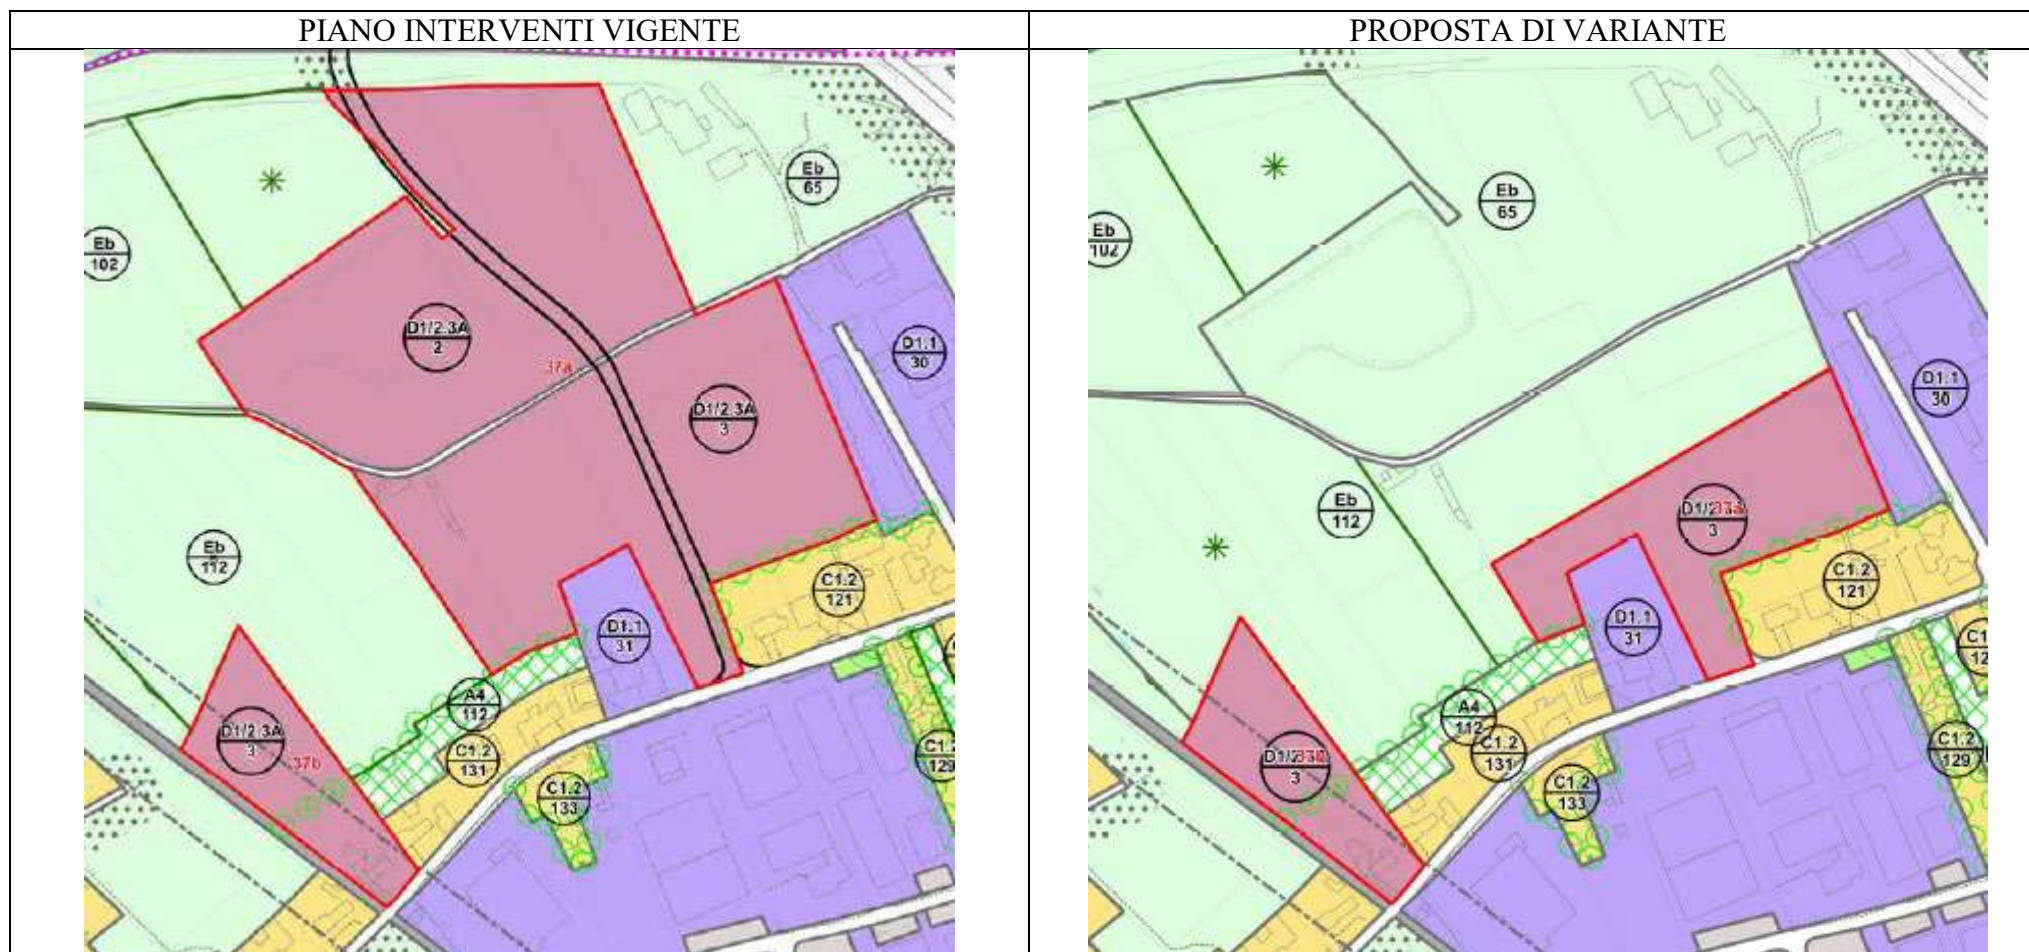 PIANO INTERVENTI VIGENTE
PROPOSTA DI VARIANTE
Eb
65
Eb
102
D1/2.3A
2
37a
D1.1
30
D1/2.3A
3
Eb
112
C1.2
121
D1.1
31
A4
112
D1/2.3A
3
37b
C1.2
131
C1.2
133
C1.2
129
Eb
65
Eb
102
D1.1
30
Eb
112
3
C1.2
121
D1.1
31
A4
112
C1.2
131
3
C1.2
133
C1.2
129